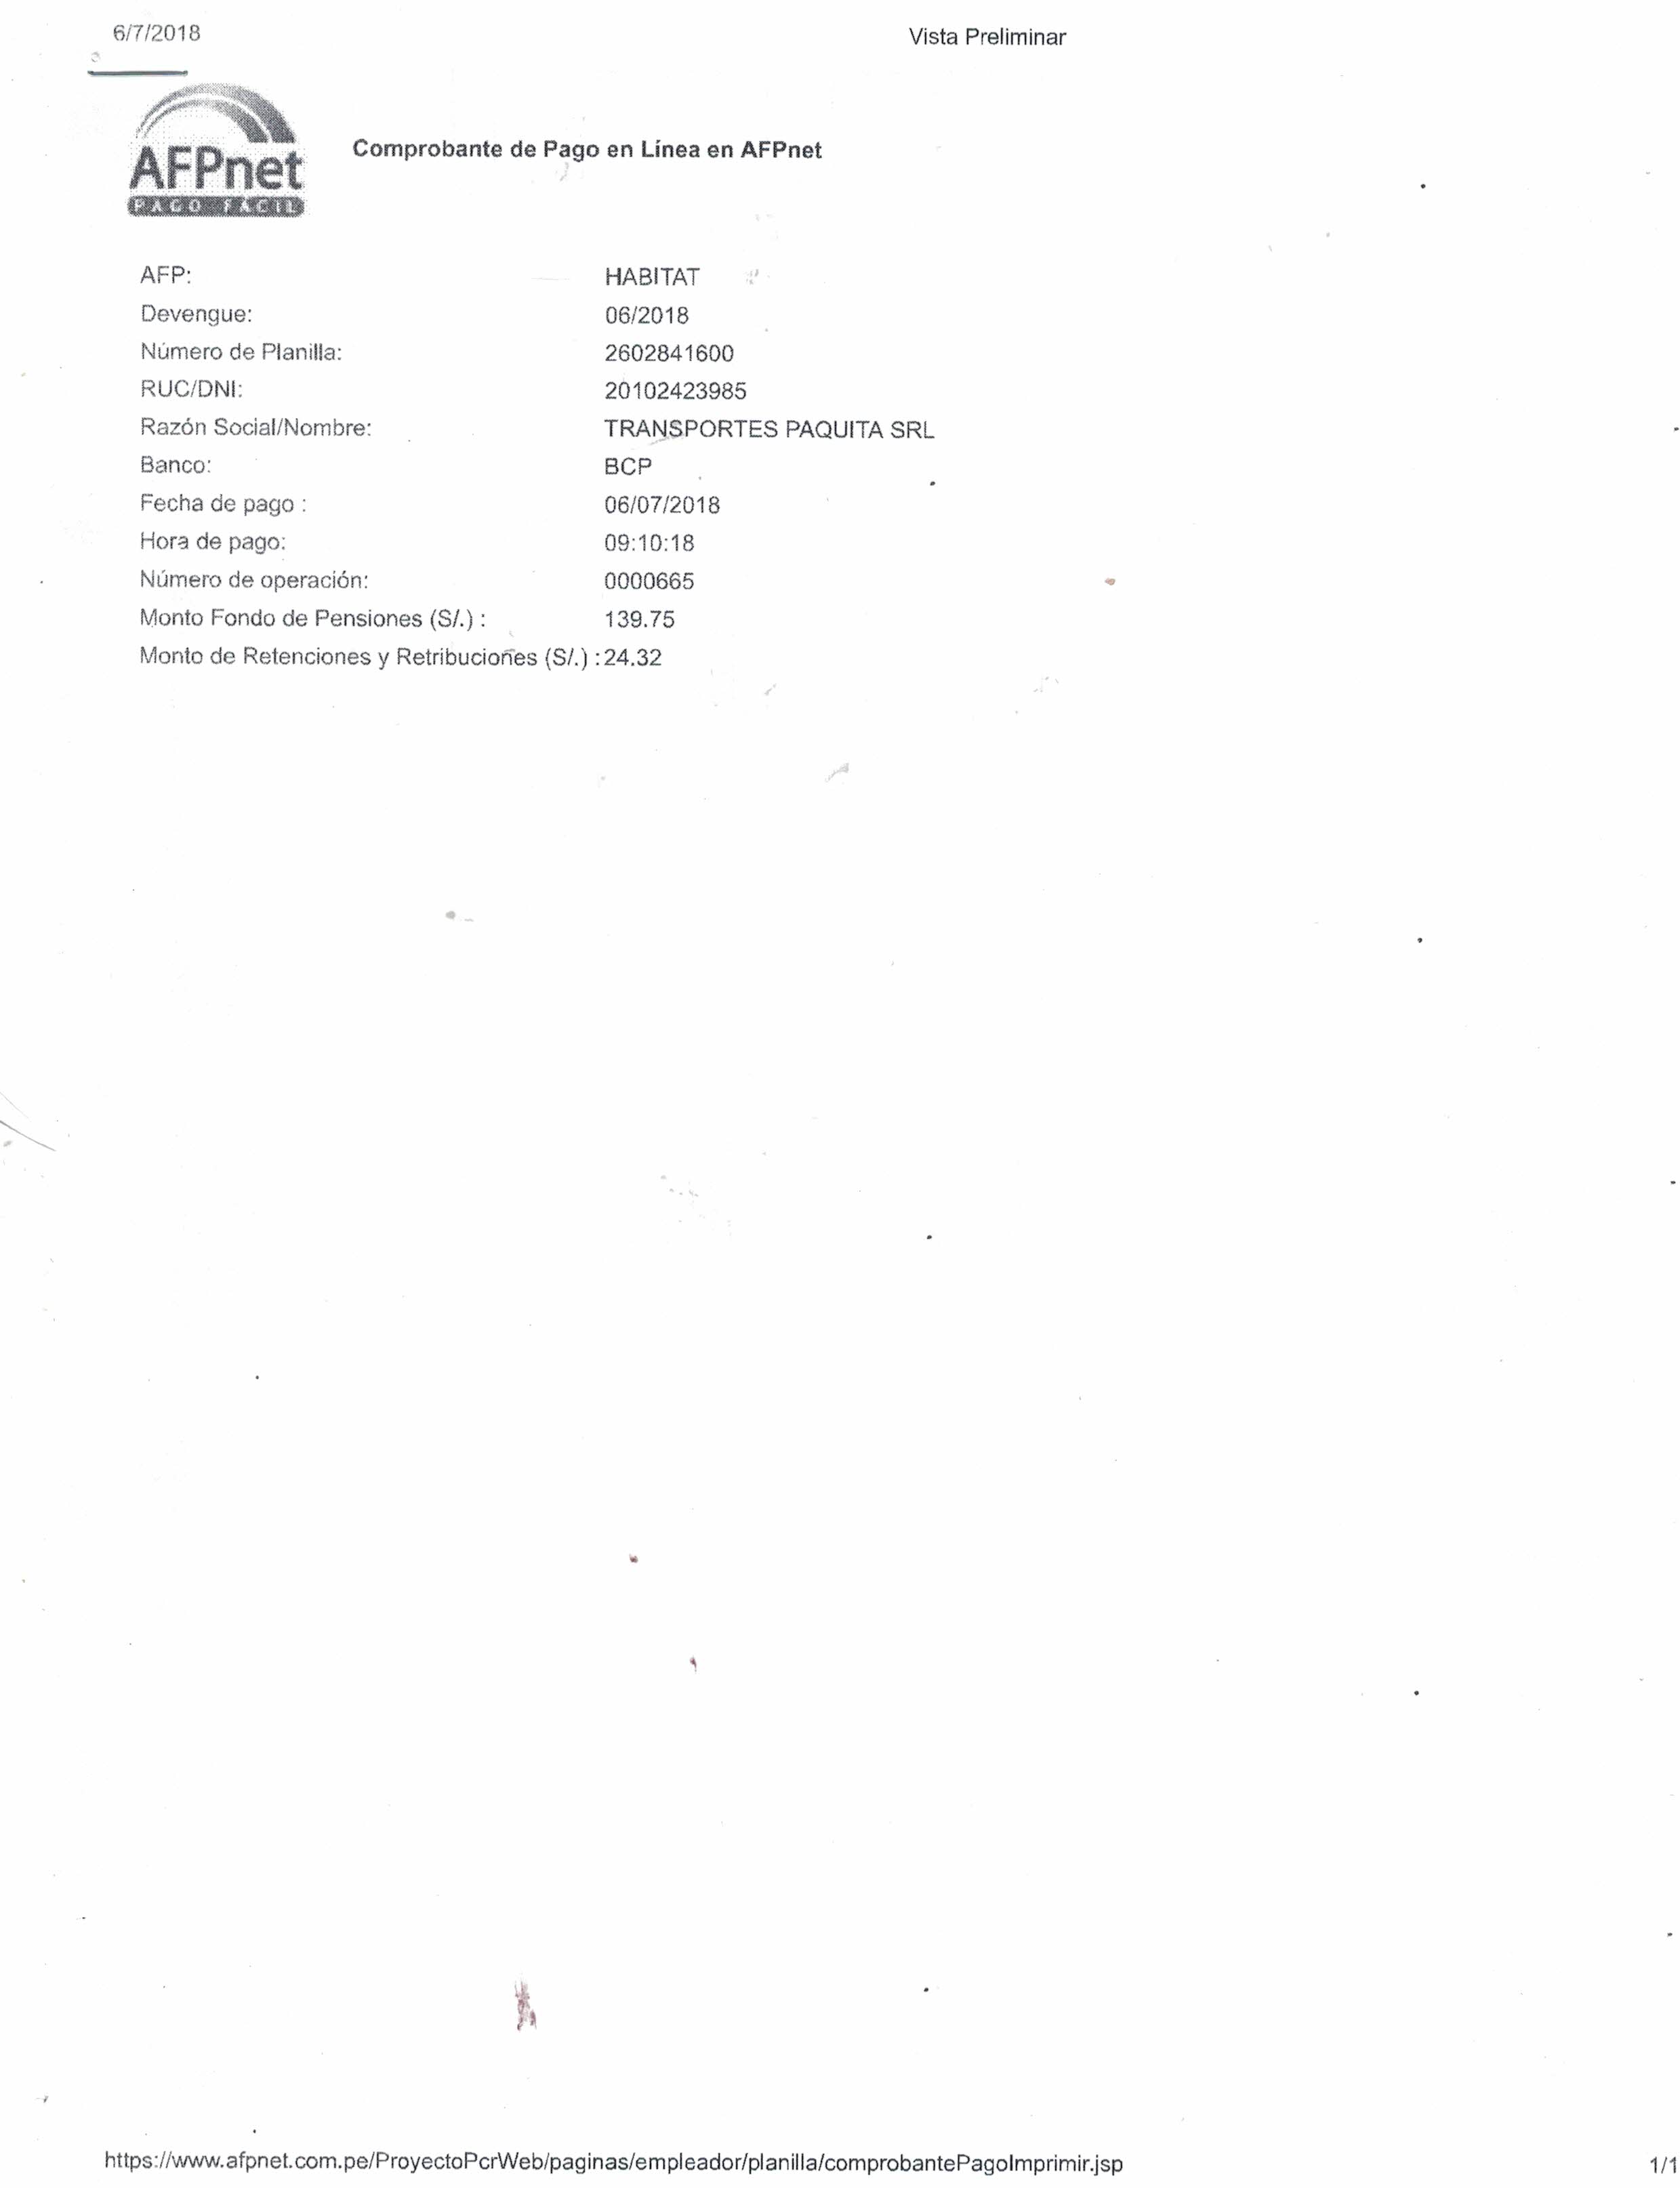 6/7/2018 Vista Preliminar
AFPnet
PAGO FACIL
Comprobante de Pago en Línea en AFPnet
AFP: HABITAT
Devengue: 06/2018
Número de Planilla: 2602841600
RUC/DNI: 20102423985
Razón Social/Nombre: TRANSPORTES PAQUITA SRL
Banco: BCP
Fecha de pago : 06/07/2018
Hora de pago: 09:10:18
Número de operación: 0000665
Monto Fondo de Pensiones (S/.) : 139.75
Monto de Retenciones y Retribuciones (S/.) : 24.32
https://www.afpnet.com.pe/ProyectoPcrWeb/paginas/empleador/planilla/comprobantePagoImprimir.jsp 1/1